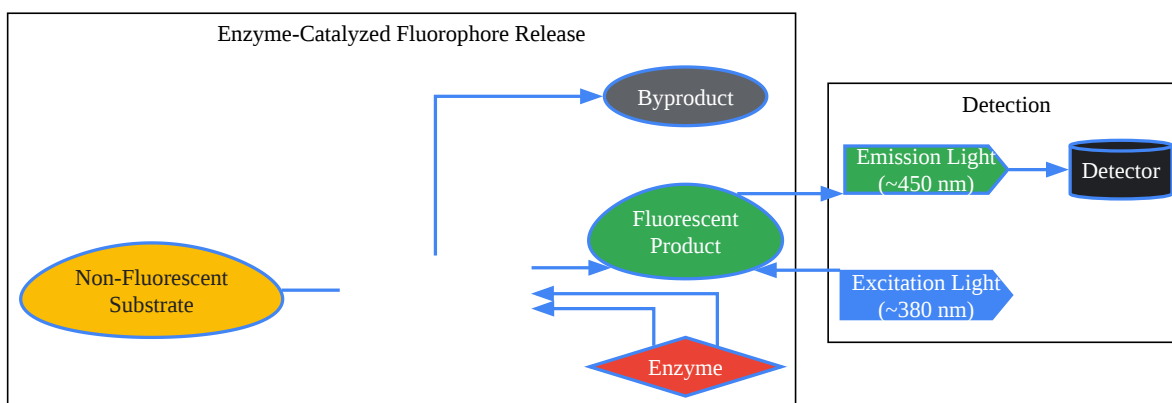 Enzyme-Catalyzed Fluorophore Release
Byproduct
Detection
Emission Light
(~450 nm)
Detector
Fluorescent
Product
Non-Fluorescent
Substrate
Excitation Light
(~380 nm)
Enzyme